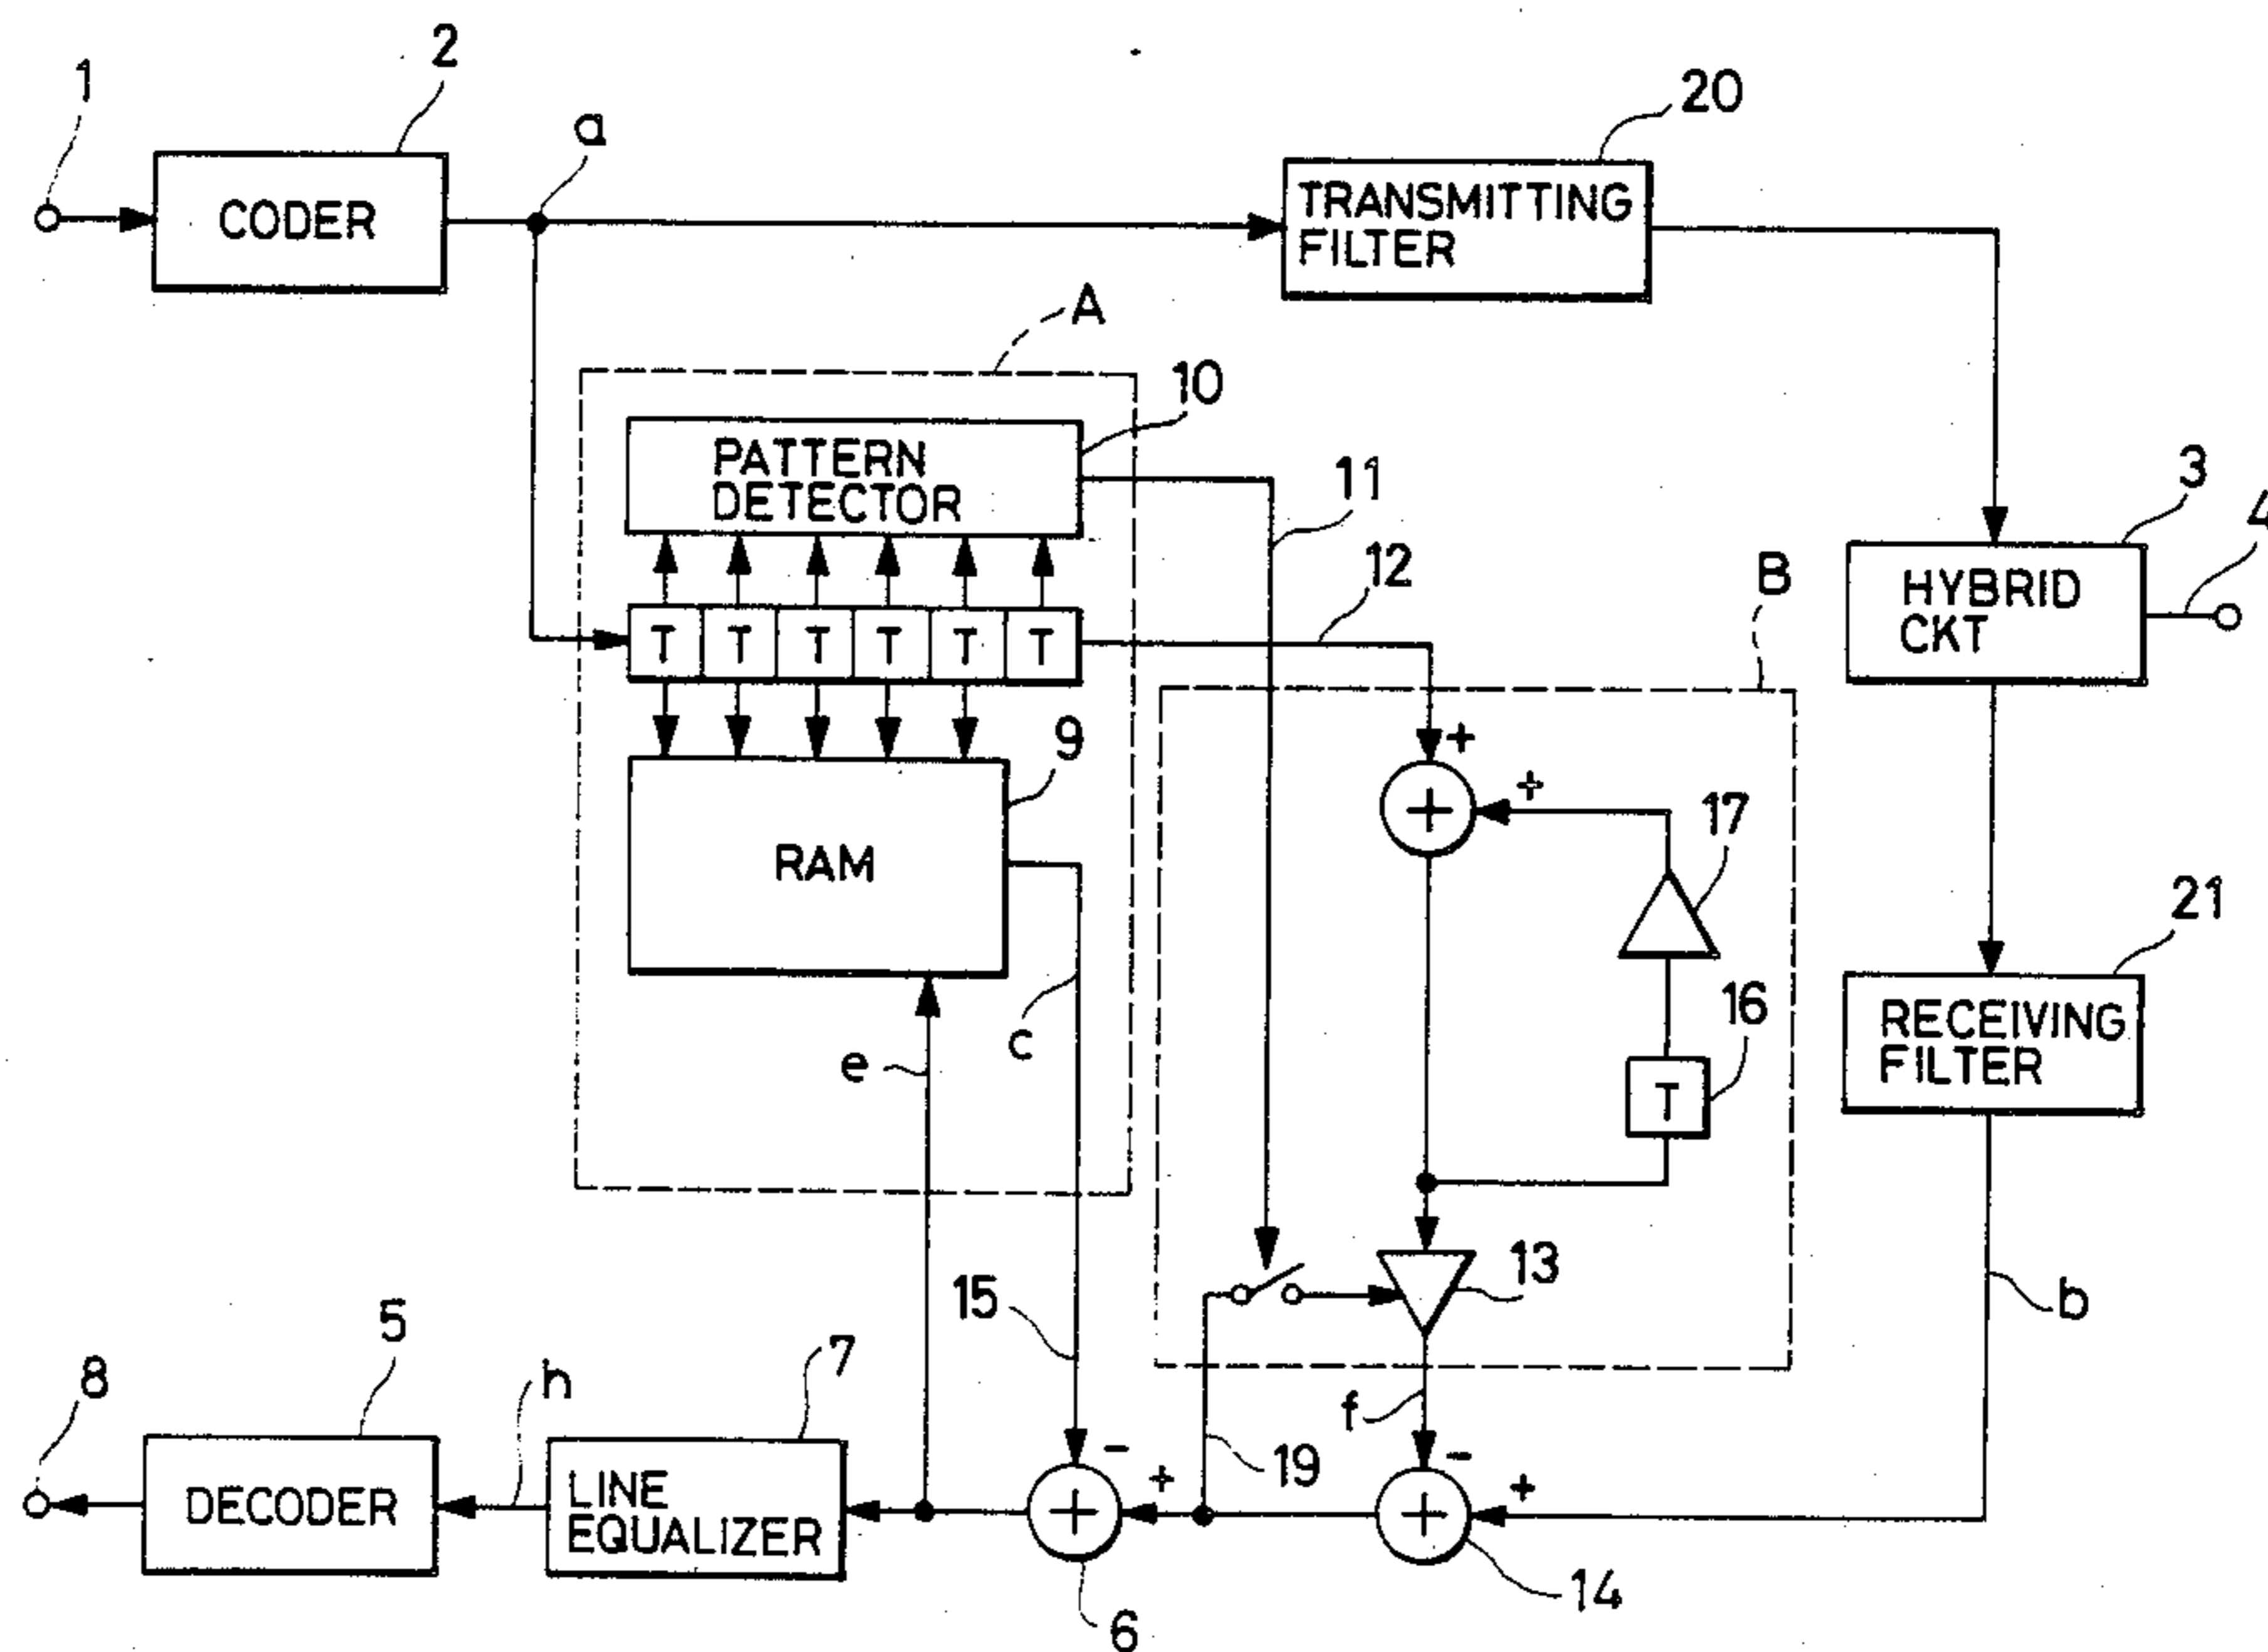 1
2
CODER
a
20
TRANSMITTING
FILTER
A
10
PATTERN
DETECTOR
11
12
T T T T T T
B
3
HYBRID
CKT
4
9
RAM
+
+
+
17
16
T
21
RECEIVING
FILTER
e
c
15
13
b
f
8
5
DECODER
h
7
LINE
EQUALIZER
-
+
+
6
19
-
+
+
14